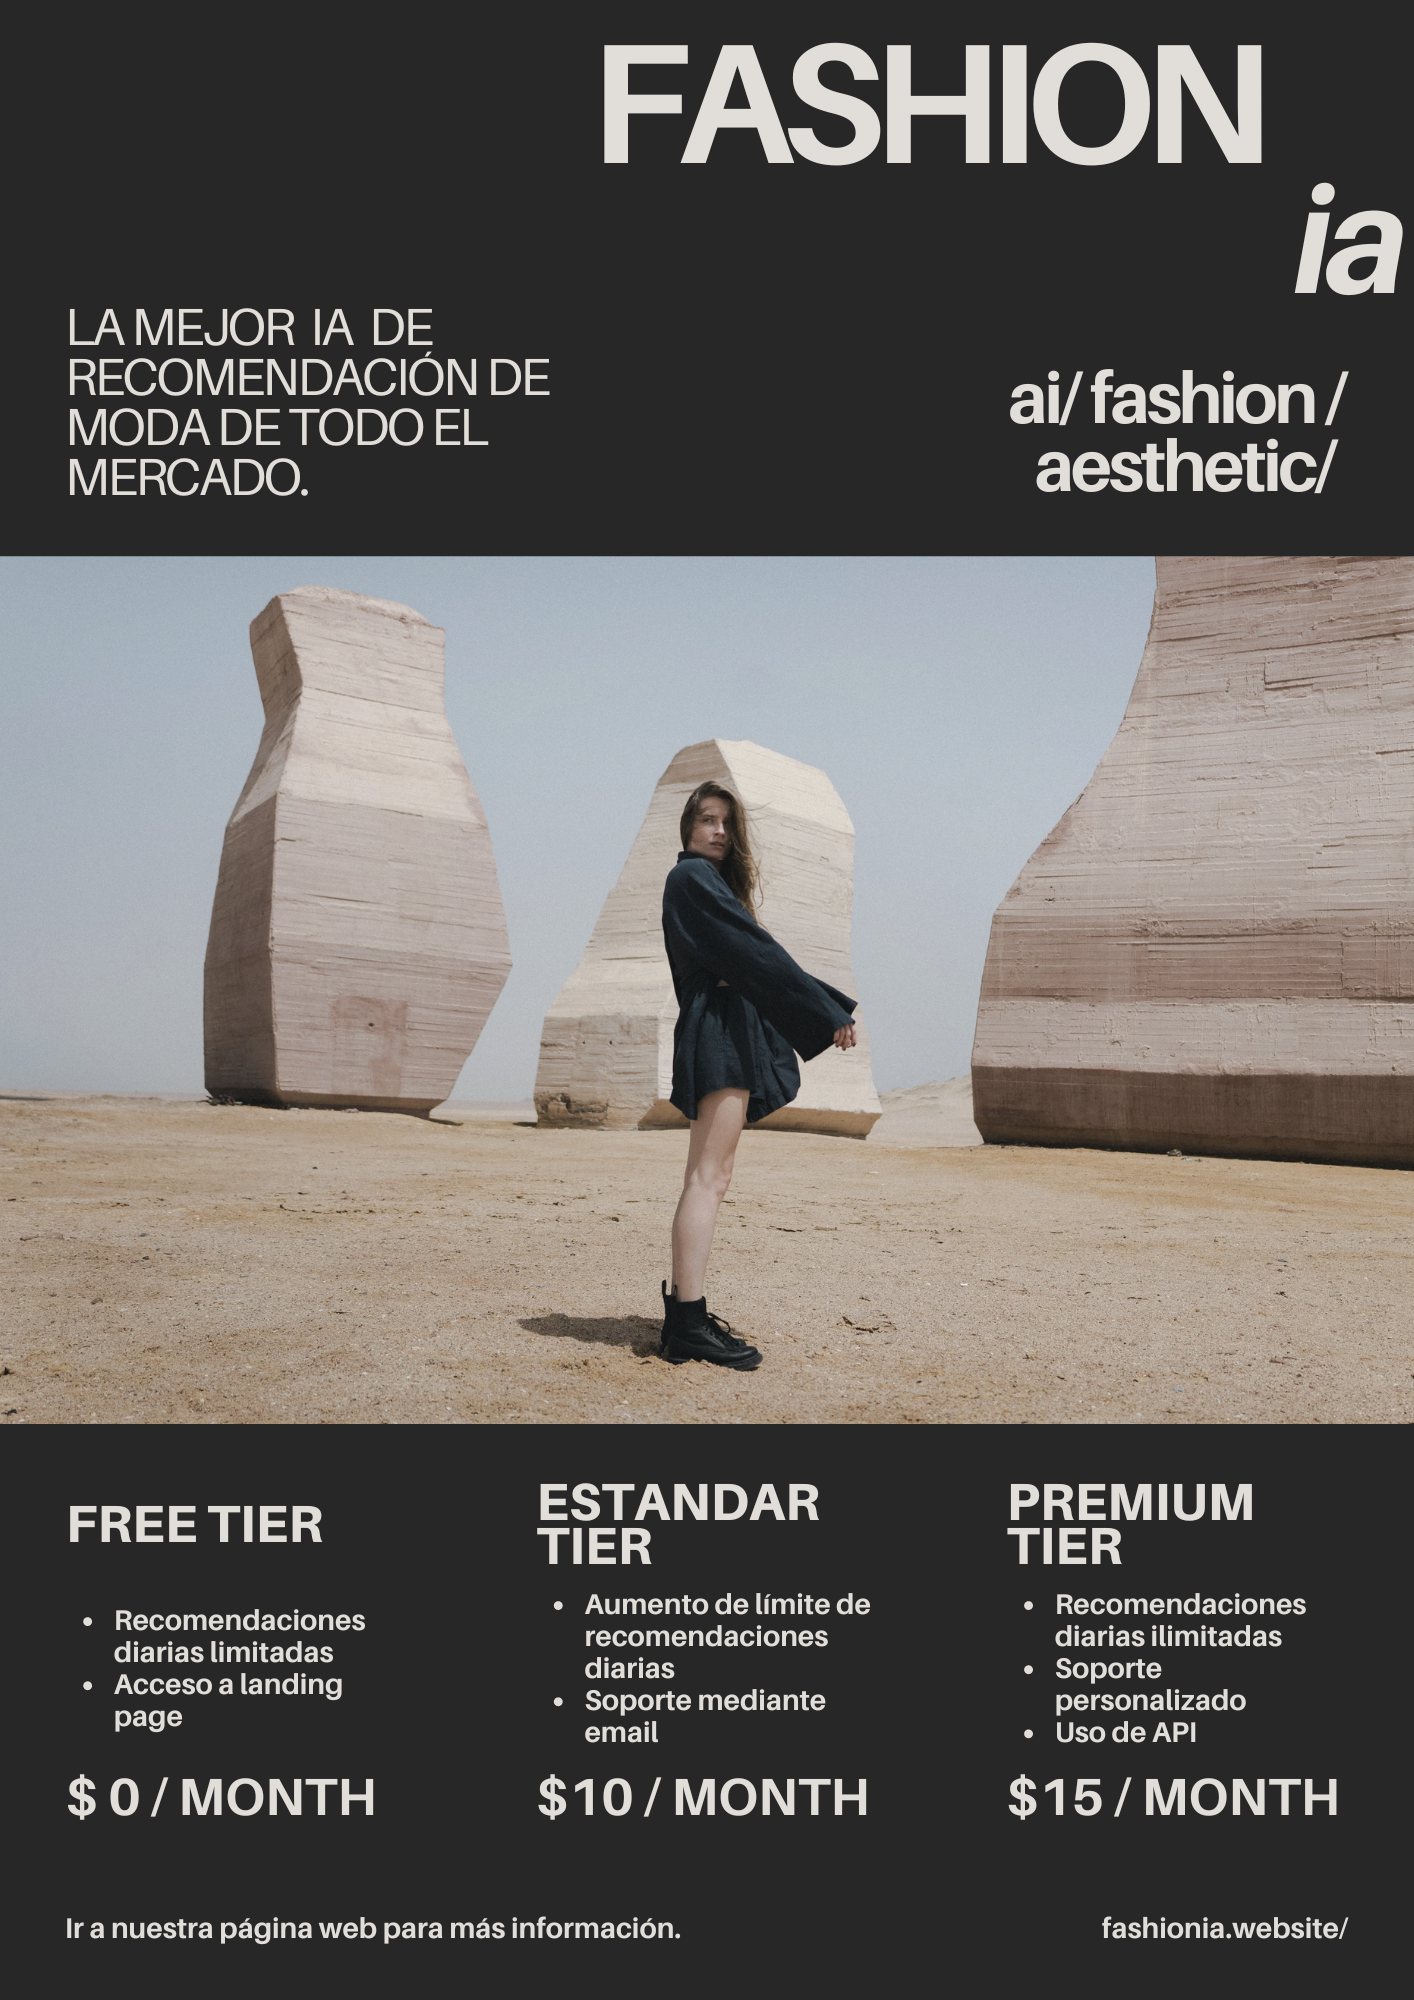 FASHION
ia
LA MEJOR IA DE
RECOMENDACIÓN DE
MODA DE TODO EL
MERCADO.
ai/ fashion /
aesthetic/
FREE TIER
• Recomendaciones
diarias limitadas
• Acceso a landing
page
$ 0 / MONTH
ESTANDAR
TIER
• Aumento de límite de
recomendaciones
diarias
• Soporte mediante
email
$10 / MONTH
PREMIUM
TIER
• Recomendaciones
diarias ilimitadas
• Soporte
personalizado
• Uso de API
$15 / MONTH
Ir a nuestra página web para más información.
fashionia.website/